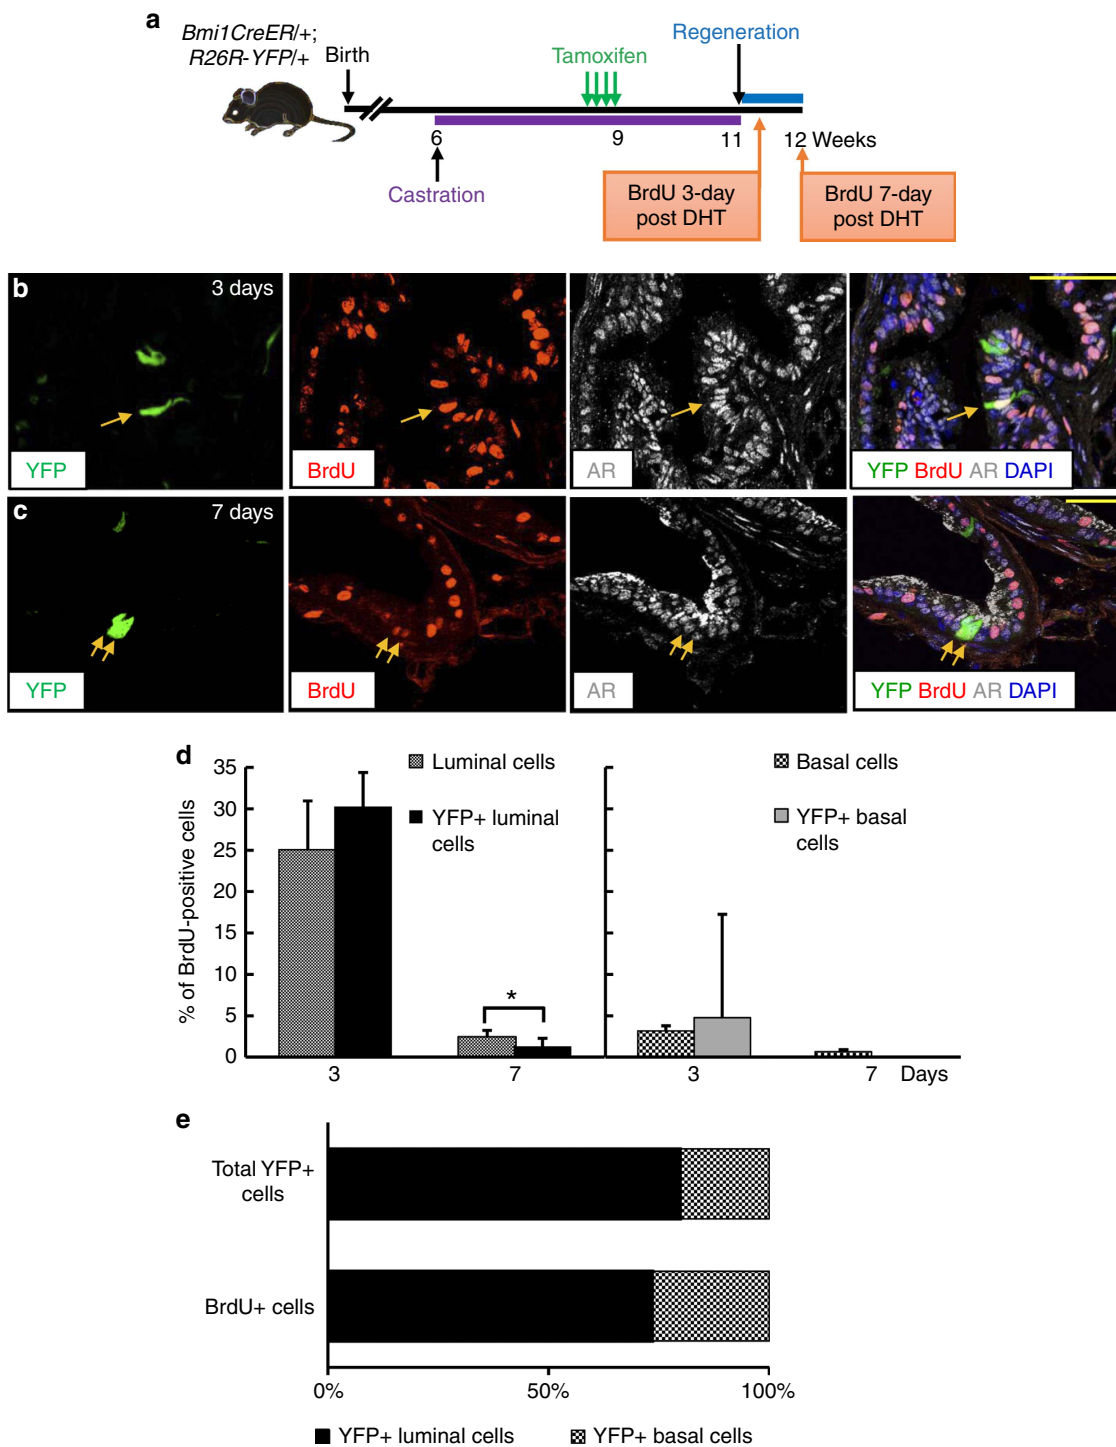 a
Bmi1CreER/+;
R26R-YFP/+
Birth
Tamoxifen
Regeneration
6
9
11
12 Weeks
Castration
BrdU 3-day
post DHT
BrdU 7-day
post DHT
b
3 days
YFP
BrdU
AR
YFP BrdU AR DAPI
c
7 days
YFP
BrdU
AR
YFP BrdU AR DAPI
d
% of BrdU-positive cells
35
30
25
20
15
10
5
0
Luminal cells
YFP+ luminal
cells
Basal cells
YFP+ basal
cells
*
3
7
3
7
Days
e
Total YFP+
cells
BrdU+ cells
0%
50%
100%
YFP+ luminal cells
YFP+ basal cells